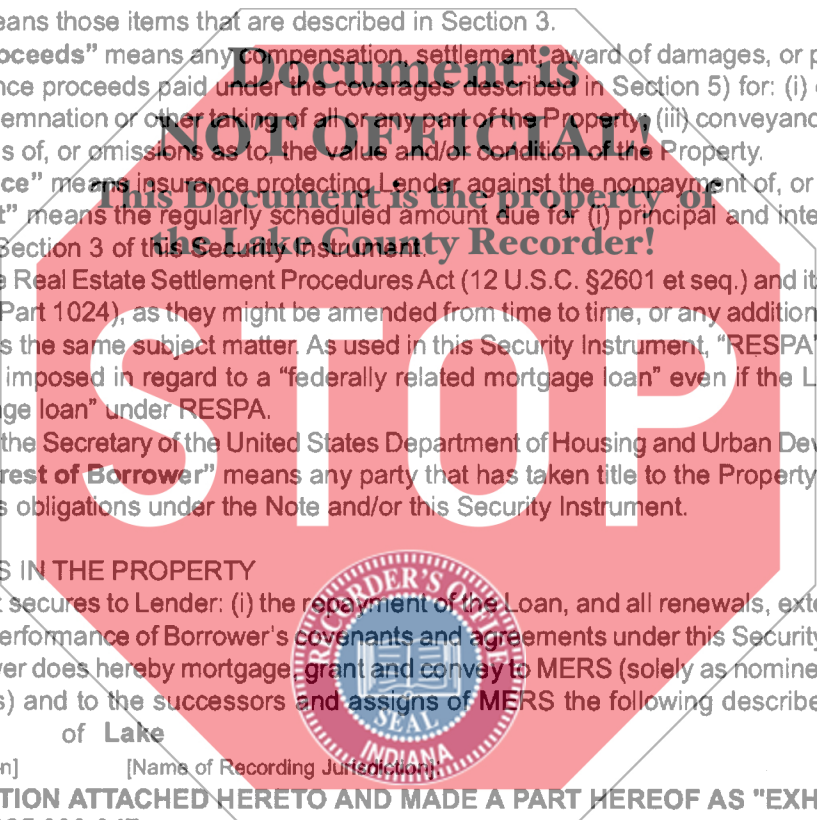 eans those items that are described in Section 3.
oceeds” means any compensation, settlement, award of damages, or p
nce proceeds paid under the coverages described in Section 5) for: (i)
emnation or other taking of all or any part of the Property; (iii) conveyanc
s of, or omissions as to, the value and/or condition of the Property.
ce” means insurance protecting Lender against the nonpayment of, or
t” means the regularly scheduled amount due for (i) principal and inte
Section 3 of this Security Instrument.
e Real Estate Settlement Procedures Act (12 U.S.C. §2601 et seq.) and it
Part 1024), as they might be amended from time to time, or any addition
s the same subject matter. As used in this Security Instrument, “RESPA”
imposed in regard to a “federally related mortgage loan” even if the L
ge loan” under RESPA.
the Secretary of the United States Department of Housing and Urban Dev
rest of Borrower” means any party that has taken title to the Property
s obligations under the Note and/or this Security Instrument.
S IN THE PROPERTY
t secures to Lender: (i) the repayment of the Loan, and all renewals, exte
erformance of Borrower's covenants and agreements under this Security
wer does hereby mortgage, grant and convey to MERS (solely as nomine
s) and to the successors and assigns of MERS the following describe
of Lake
n] [Name of Recording Jurisdiction]:
TION ATTACHED HERETO AND MADE A PART HEREOF AS "EXH
Document is
NOT OFFICIAL!
This Document is the property of
the Lake County Recorder!
STOP
RECORDER'S OFFICE
SEAL
INDIANA